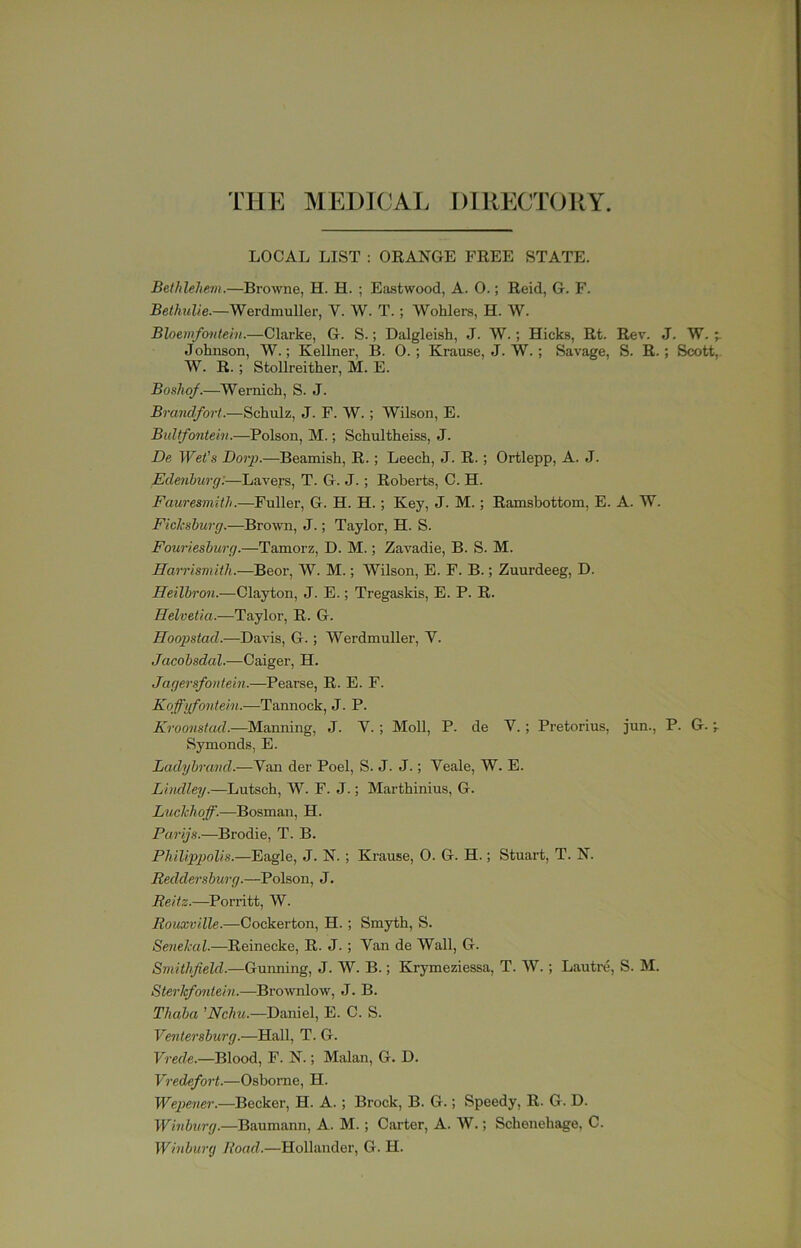 THE MEDICAL DIRECTORY.
LOCAL LIST : ORANGE FREE STATE.
Bethlehem.—Browne, H. H. ; Eastwood, A. O. ; Reid, G. F.
Bethulie.—Werdmuller, V. W. T. ; Wohlers, H. W.
Bloemfontein.—Clarke, G. S. ; Dalgleish, J. W. ; Hicks, Rt. Rev. J. W. ;
Johnson, W. ; Kellner, B. O. ; Krause, J. W. ; Savage, S. R. ; Scott,
W. R. ; Stollreither, M. E.
Boshof.—Wernich, S. J.
Brandfort.—Schulz, J. F. W. ; Wilson, E.
Bultfontein.—Polson, M. ; Schultheiss, J.
De Wet's Dorp.—Beamish, R. ; Leech, J. R. ; Ortlepp, A. J.
Edenburg:—Lavers, T. G. J. ; Roberts, C. H.
Fauresmith.—Fuller, G. H. H. ; Key, J. M. ; Ramsbottom, E. A. W.
Ficksburg.—Brown, J. ; Taylor, H. S.
Fouriesburg.—Tamorz, D. M. ; Zavadie, B. S. M.
Harrismith.—Beor, W. M. ; Wilson, E. F. B. ; Zuurdeeg, D.
Heilbron.—Clayton, J. E. ; Tregaskis, E. P. R.
Helvetia.—Taylor, R. G.
Hoopstad.—Davis, G. ; Werdmuller, V.
Jacobsdal.—Caiger, H.
Jagersfontein.—Pearse, R. E. F.
Koffyfontein.—Tannock, J. P.
Kroonstad.—Manning, J. V. ; Moll, P. de V. ; Pretorius, jun., P. G. ;
Symonds, E.
Ladybrand.—Van der Poel, S. J. J. ; Veale, W. E.
Lindley.—Lutsch, W. F. J. ; Marthinius, G.
Luckhoff.—Bosman, H.
Parijs.—Brodie, T. B.
Philippolis.—Eagle, J. N. ; Krause, O. G. H. ; Stuart, T. N.
Reddersburg.—Polson, J.
Reitz.—Porritt, W.
Rouxville.—Cockerton, H. ; Smyth, S.
Senekal.—Reinecke, R. J. ; Van de Wall, G.
Smithfield.—Gunning, J. W. B. ; Krymeziessa, T. W. ; Lautré, S. M.
Sterkfontein.—Brownlow, J. B.
Thaba 'Nchu.—Daniel, E. C. S.
Ventersburg.—Hall, T. G.
Vrede.—Blood, F. N. ; Malan, G. D.
Vredefort.—Osborne, H.
Wepener.—Becker, H. A. ; Brock, B. G. ; Speedy, R. G. D.
Winburg.—Baumann, A. M. ; Carter, A. W. ; Schenehage, C.
Winburg Road.—Hollander, G. H.